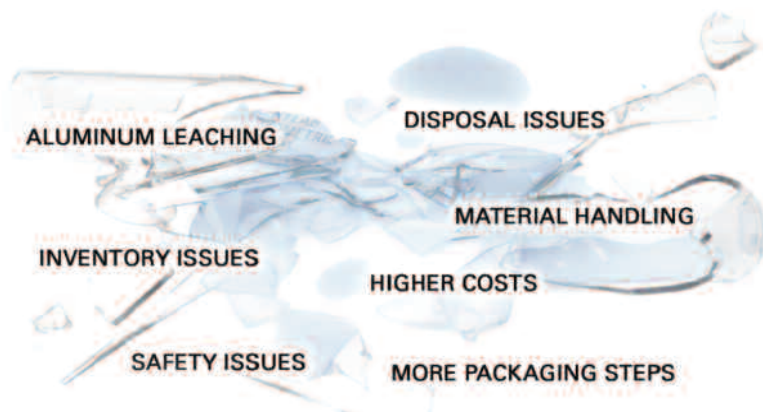 ALUMINUM LEACHING
DISPOSAL ISSUES
MATERIAL HANDLING
INVENTORY ISSUES
HIGHER COSTS
SAFETY ISSUES
MORE PACKAGING STEPS